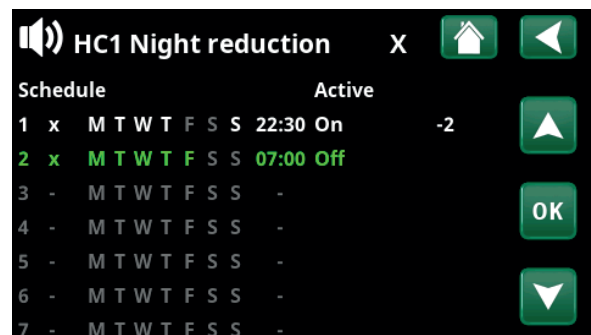 HC1 Night reduction X
Schedule Active
1 x M T W T F S S 22:30 On -2
2 x M T W T F S S 07:00 Off
3 - M T W T F S S -
4 - M T W T F S S -
OK
5 - M T W T F S S -
6 - M T W T F S S -
7 - M T W T F S S -